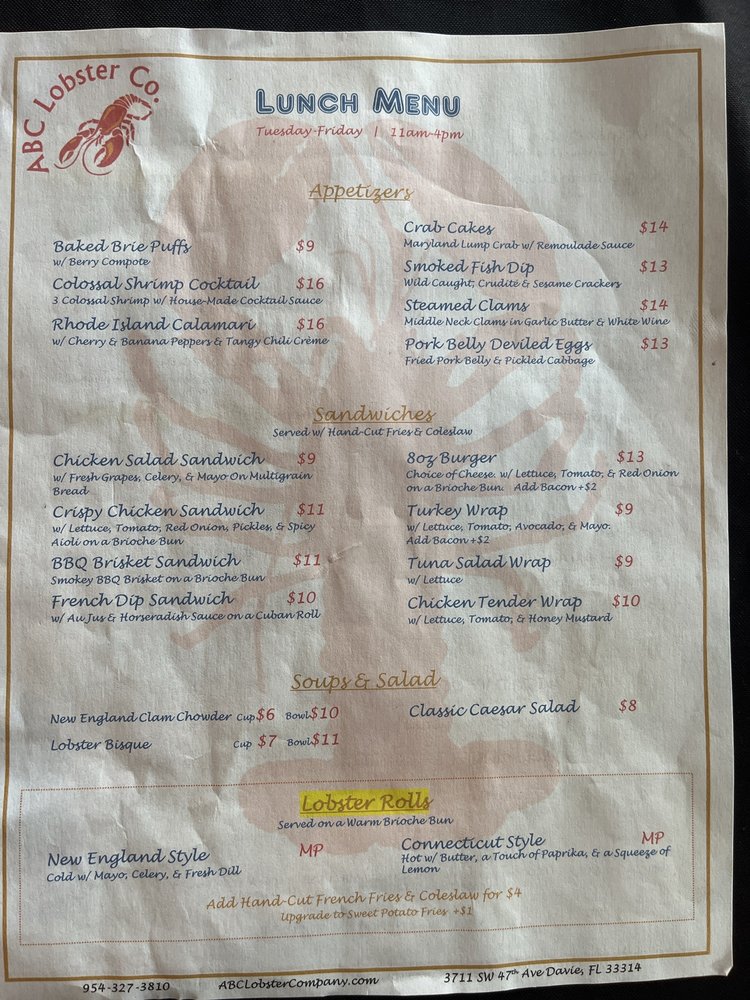 ABC Lobster Co.
LUNCH MENU
Tuesday-Friday | 11am-4pm
Appetizers
Baked Brie Puffs $9
w/ Berry Compote
Colossal Shrimp Cocktail $16
3 Colossal Shrimp w/ House-Made Cocktail Sauce
Rhode Island Calamari $16
w/ Cherry & Banana Peppers & Tangy Chili Crème
Crab Cakes $14
Maryland Lump Crab w/ Remoulade Sauce
Smoked Fish Dip $13
Wild Caught, Crudite & Sesame Crackers
Steamed Clams $14
Middle Neck Clams in Garlic Butter & White Wine
Pork Belly Deviled Eggs $13
Fried Pork Belly & Pickled Cabbage
Sandwiches
Served w/ Hand-Cut Fries & Coleslaw
Chicken Salad Sandwich $9
w/ Fresh Grapes, Celery, & Mayo On Multigrain
Bread
Crispy Chicken Sandwich $11
w/ Lettuce, Tomato, Red Onion, Pickles, & Spicy
Aioli on a Brioche Bun
BBQ Brisket Sandwich $11
Smokey BBQ Brisket on a Brioche Bun
French Dip Sandwich $10
w/ Au Jus & Horseradish Sauce on a Cuban Roll
8oz Burger $13
Choice of Cheese. w/ Lettuce, Tomato, & Red Onion
on a Brioche Bun. Add Bacon +$2
Turkey Wrap $9
w/ Lettuce, Tomato, Avocado, & Mayo.
Add Bacon +$2
Tuna Salad Wrap $9
w/ Lettuce
Chicken Tender Wrap $10
w/ Lettuce, Tomato, & Honey Mustard
Soups & Salad
New England Clam Chowder Cup $6 Bowl $10
Lobster Bisque Cup $7 Bowl $11
Classic Caesar Salad $8
Lobster Rolls
Served on a Warm Brioche Bun
New England Style MP
Cold w/ Mayo, Celery, & Fresh Dill
Connecticut Style MP
Hot w/ Butter, a Touch of Paprika, & a Squeeze of
Lemon
Add Hand-Cut French Fries & Coleslaw for $4
Upgrade to Sweet Potato Fries +$1
954-327-3810 ABCLobsterCompany.com 3711 SW 47th Ave Davie, FL 33314